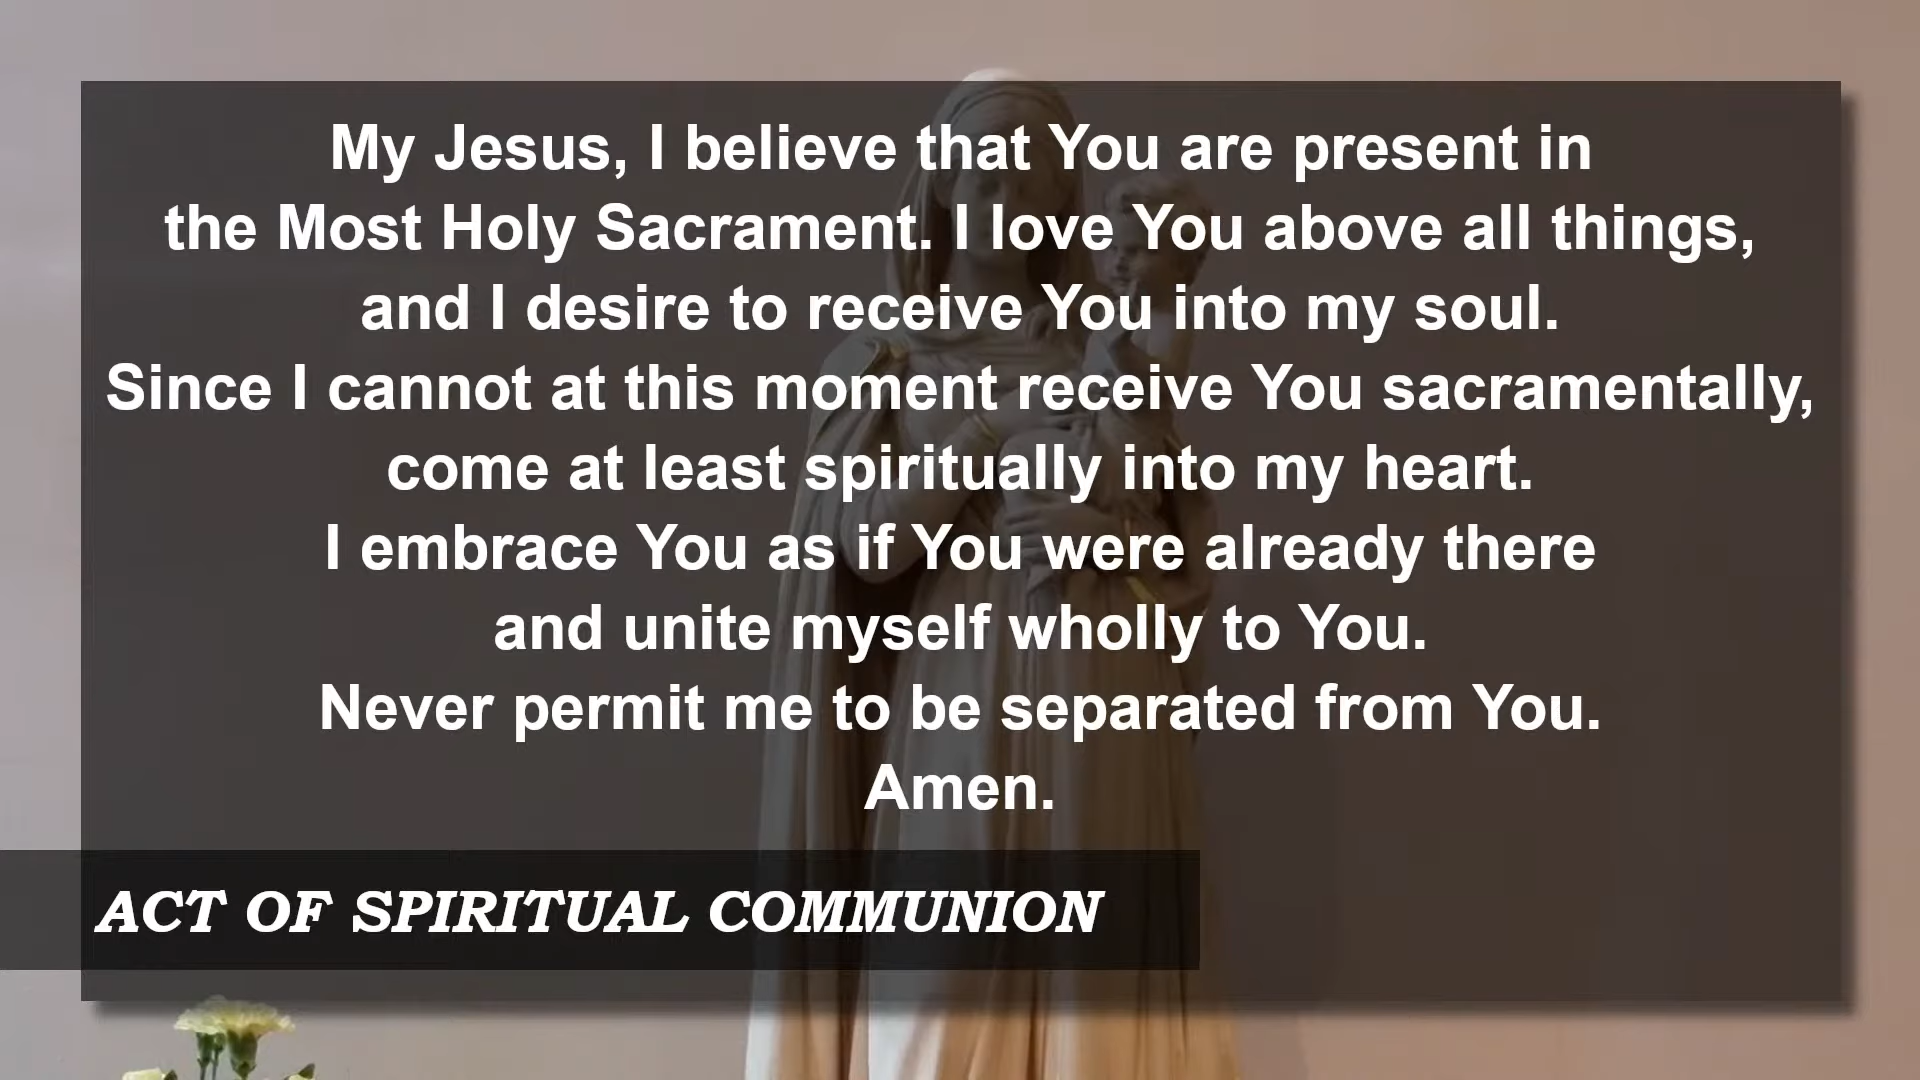 My Jesus, I believe that You are present in
the Most Holy Sacrament. I love You above all things,
and I desire to receive You into my soul.
Since I cannot at this moment receive You sacramentally,
come at least spiritually into my heart.
I embrace You as if You were already there
and unite myself wholly to You.
Never permit me to be separated from You.
Amen.
ACT OF SPIRITUAL COMMUNION